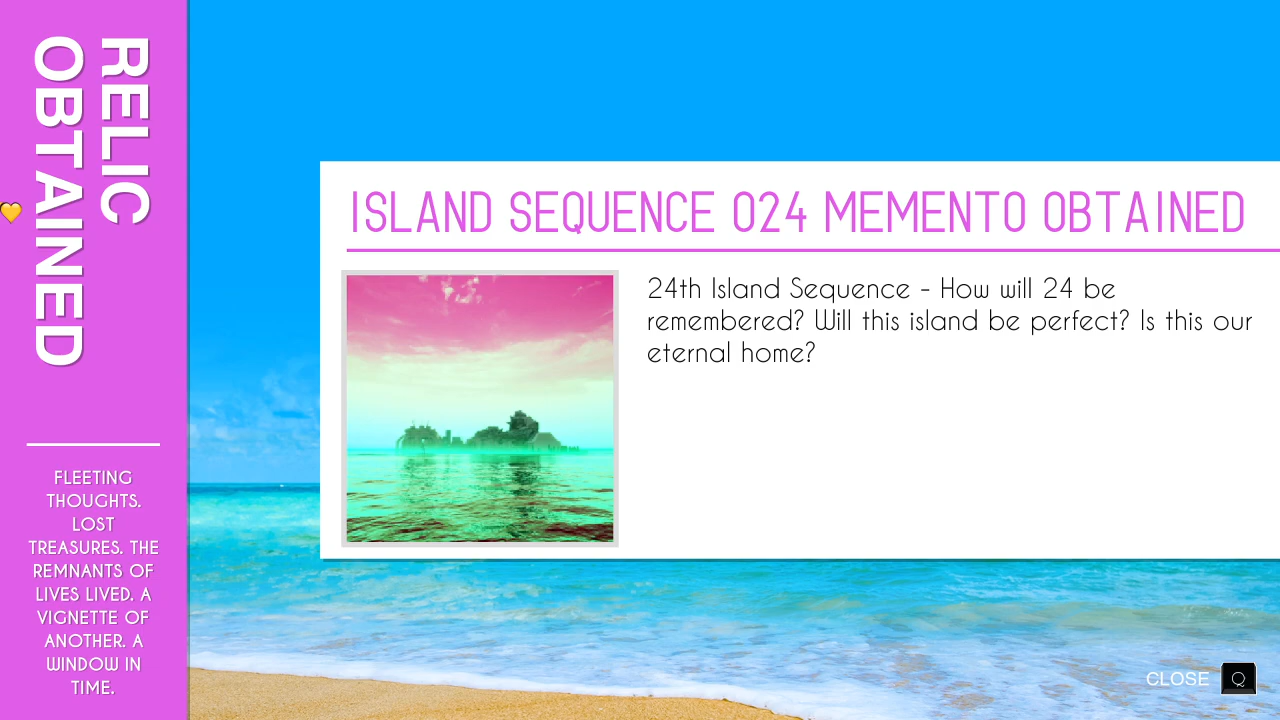 RELIC
OBTAINED
FLEETING
THOUGHTS.
LOST
TREASURES. THE
REMNANTS OF
LIVES LIVED. A
VIGNETTE OF
ANOTHER. A
WINDOW IN
TIME.
ISLAND SEQUENCE 024 MEMENTO OBTAINED
24th Island Sequence - How will 24 be
remembered? Will this island be perfect? Is this our
eternal home?
CLOSE Q